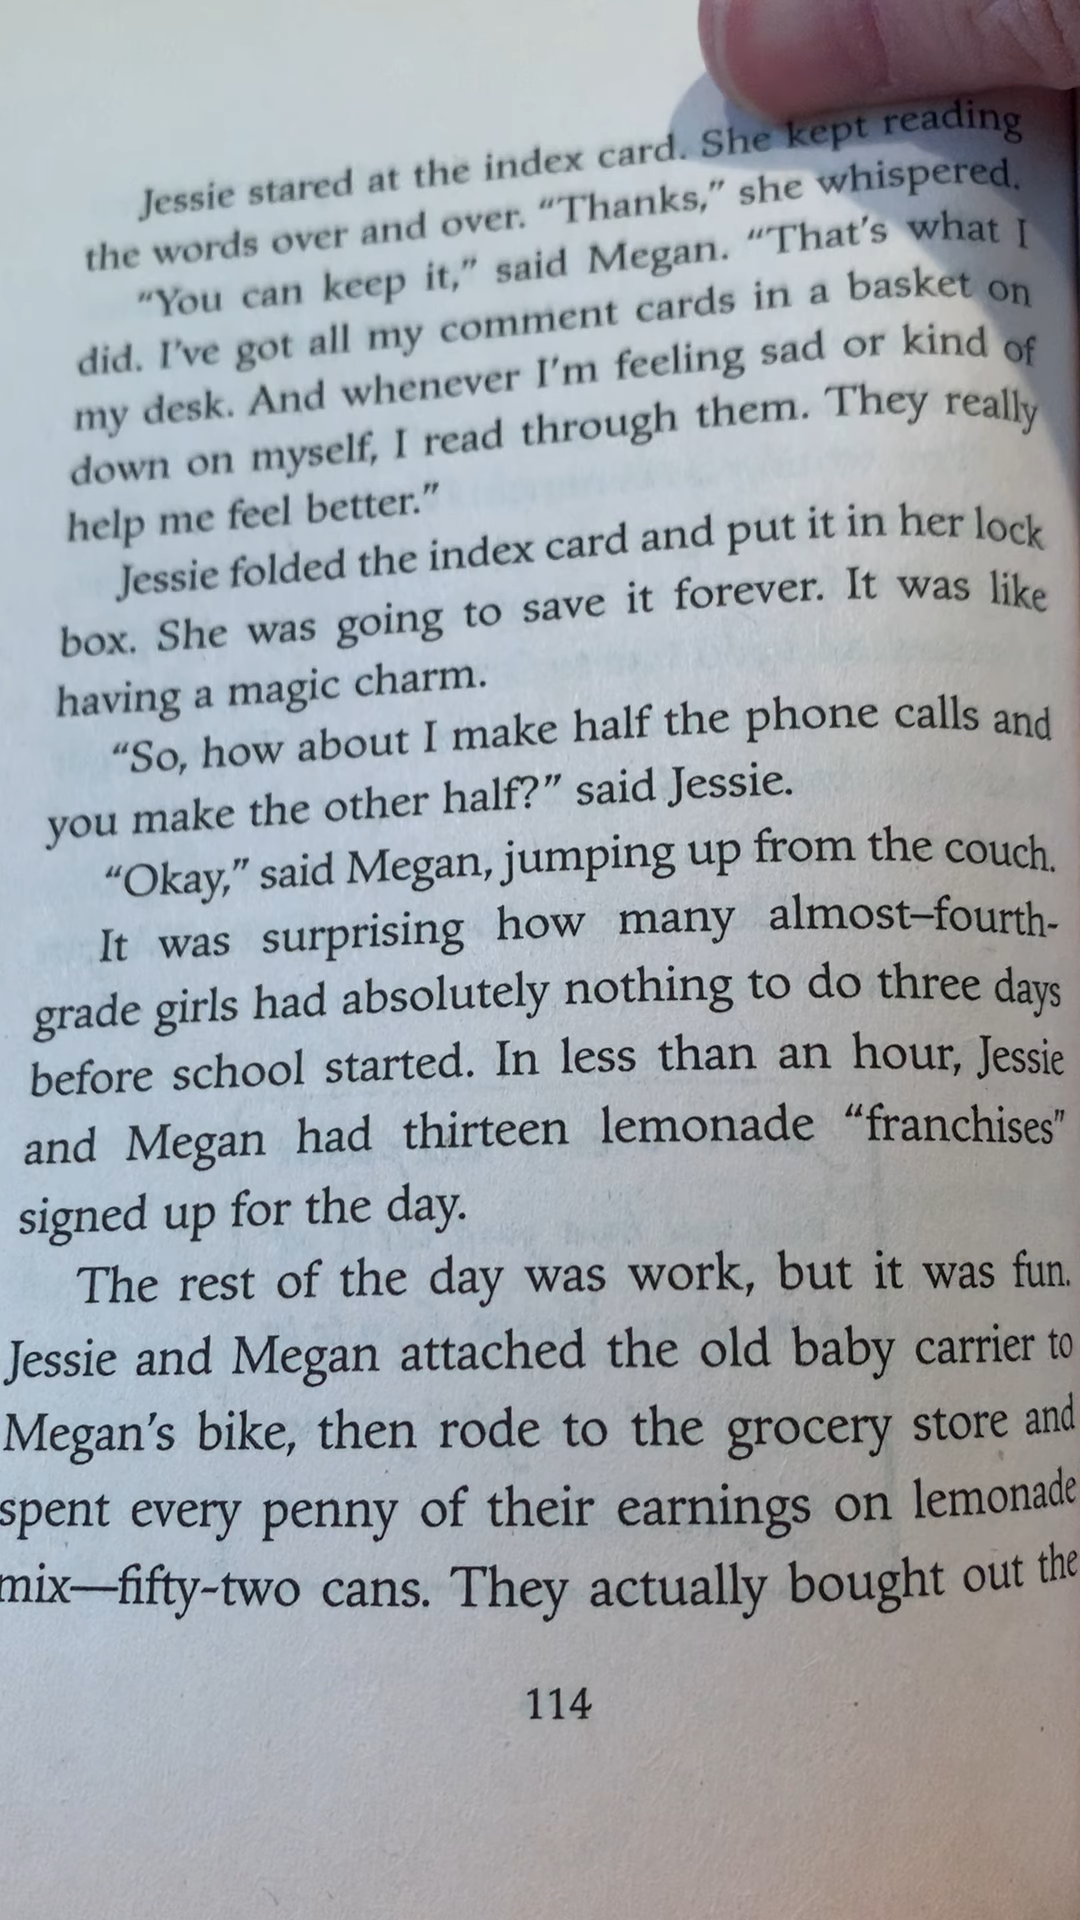 Jessie stared at the index card. She kept reading
the words over and over. “Thanks,” she whispered.
“You can keep it,” said Megan. “That’s what I
did. I’ve got all my comment cards in a basket on
my desk. And whenever I’m feeling sad or kind of
down on myself, I read through them. They really
help me feel better.”
Jessie folded the index card and put it in her lock
box. She was going to save it forever. It was like
having a magic charm.
“So, how about I make half the phone calls and
you make the other half?” said Jessie.
“Okay,” said Megan, jumping up from the couch.
It was surprising how many almost–fourth-
grade girls had absolutely nothing to do three days
before school started. In less than an hour, Jessie
and Megan had thirteen lemonade “franchises”
signed up for the day.
The rest of the day was work, but it was fun.
Jessie and Megan attached the old baby carrier to
Megan’s bike, then rode to the grocery store and
spent every penny of their earnings on lemonade
mix—fifty-two cans. They actually bought out the
114